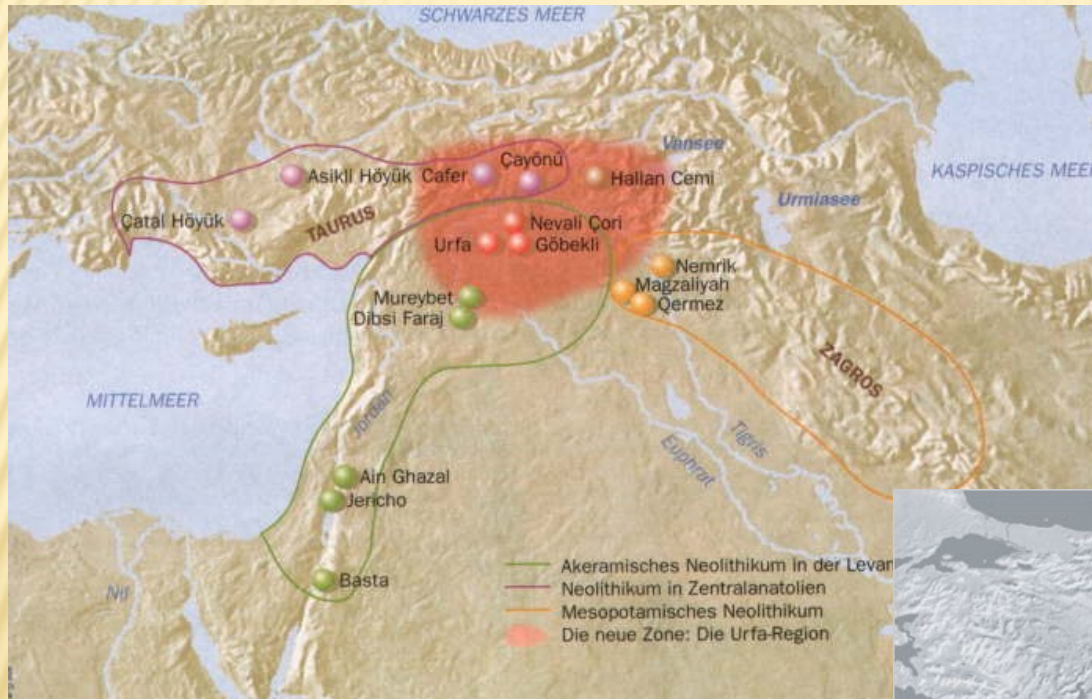 SCHWARZES MEER
KASPISCHES MEER
Vansee
Urmiasee
Çayönü
Cafer
Hallan Cemi
Asikli Höyük
Çatal Höyük
TAURUS
Nevali Çori
Urfa
Göbekli
Nemrik
Magzaliyah
Qermez
Mureybet
Dibsi Faraj
ZAGROS
MITTELMEER
Jordan
Tigris
Euphrat
Ain Ghazal
Jericho
Basta
Nil
Akeramisches Neolithikum in der Levan
Neolithikum in Zentralanatolien
Mesopotamisches Neolithikum
Die neue Zone: Die Urfa-Region